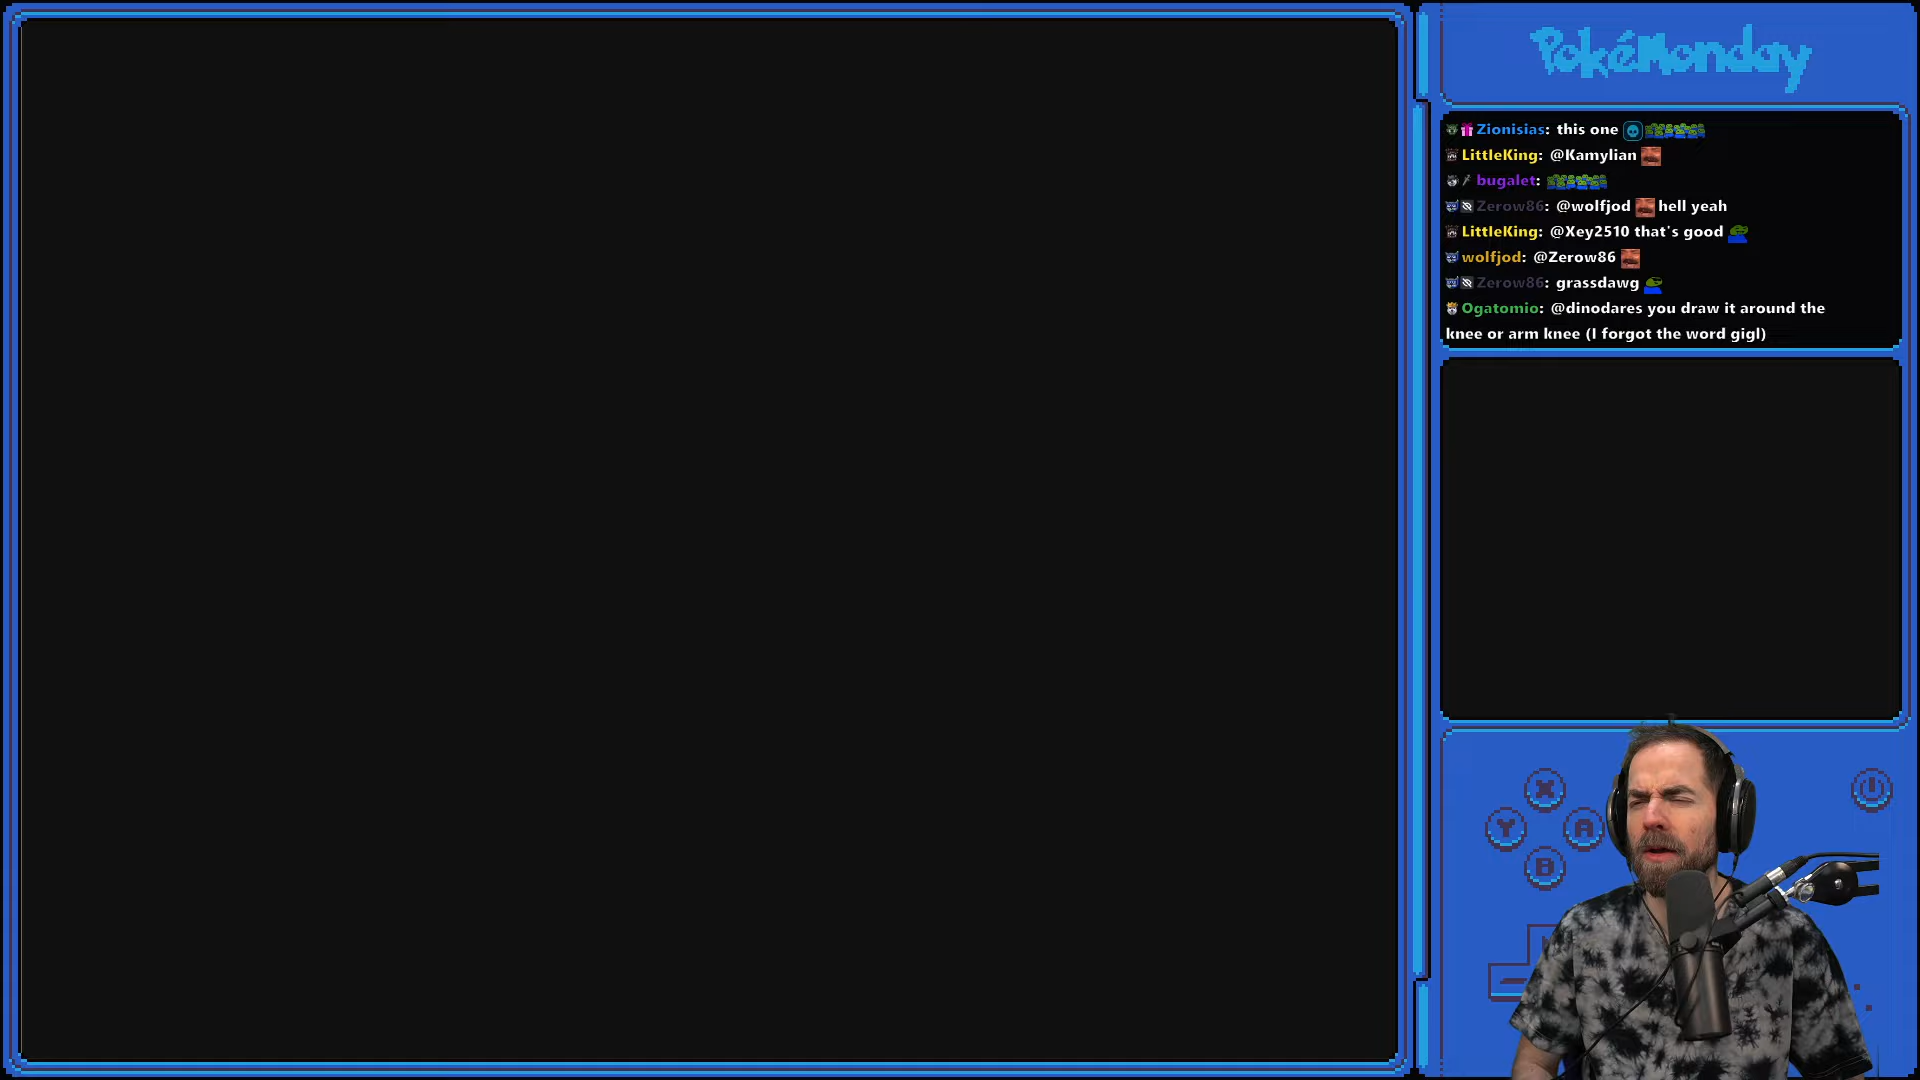 PokéMonday
Zionisias: this one
LittleKing: @Kamylian
bugalet:
Zerow86: @wolfjod hell yeah
LittleKing: @Xey2510 that's good
wolfjod: @Zerow86
Zerow86: grassdawg
Ogatomio: @dinodares you draw it around the
knee or arm knee (I forgot the word gigl)
X
Y A
B